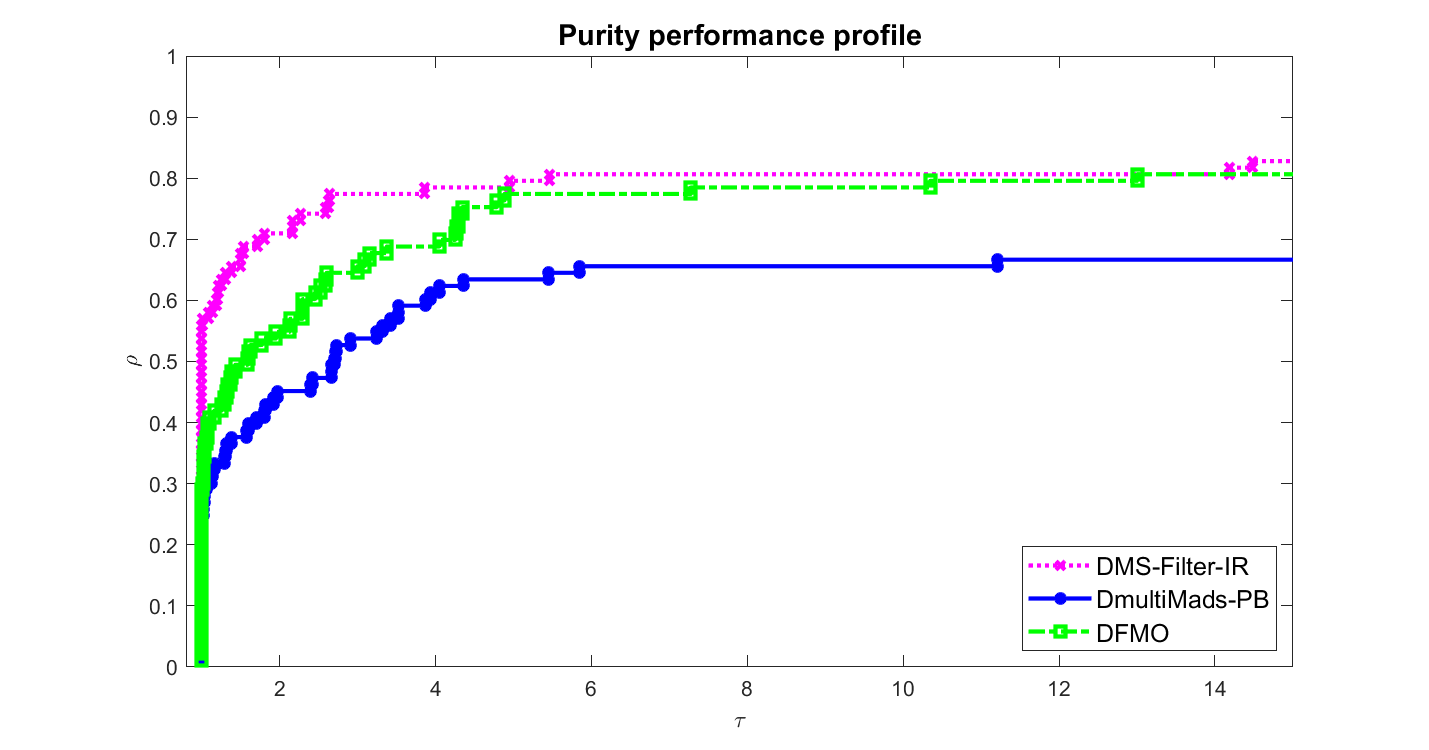 Purity performance profile
1
0.9
0.8
0.7
0.6
0.5
0.4
0.3
0.2
0.1
0
ρ
2 4 6 8 10 12 14
τ
DMS-Filter-IR
DmultiMads-PB
DFMO